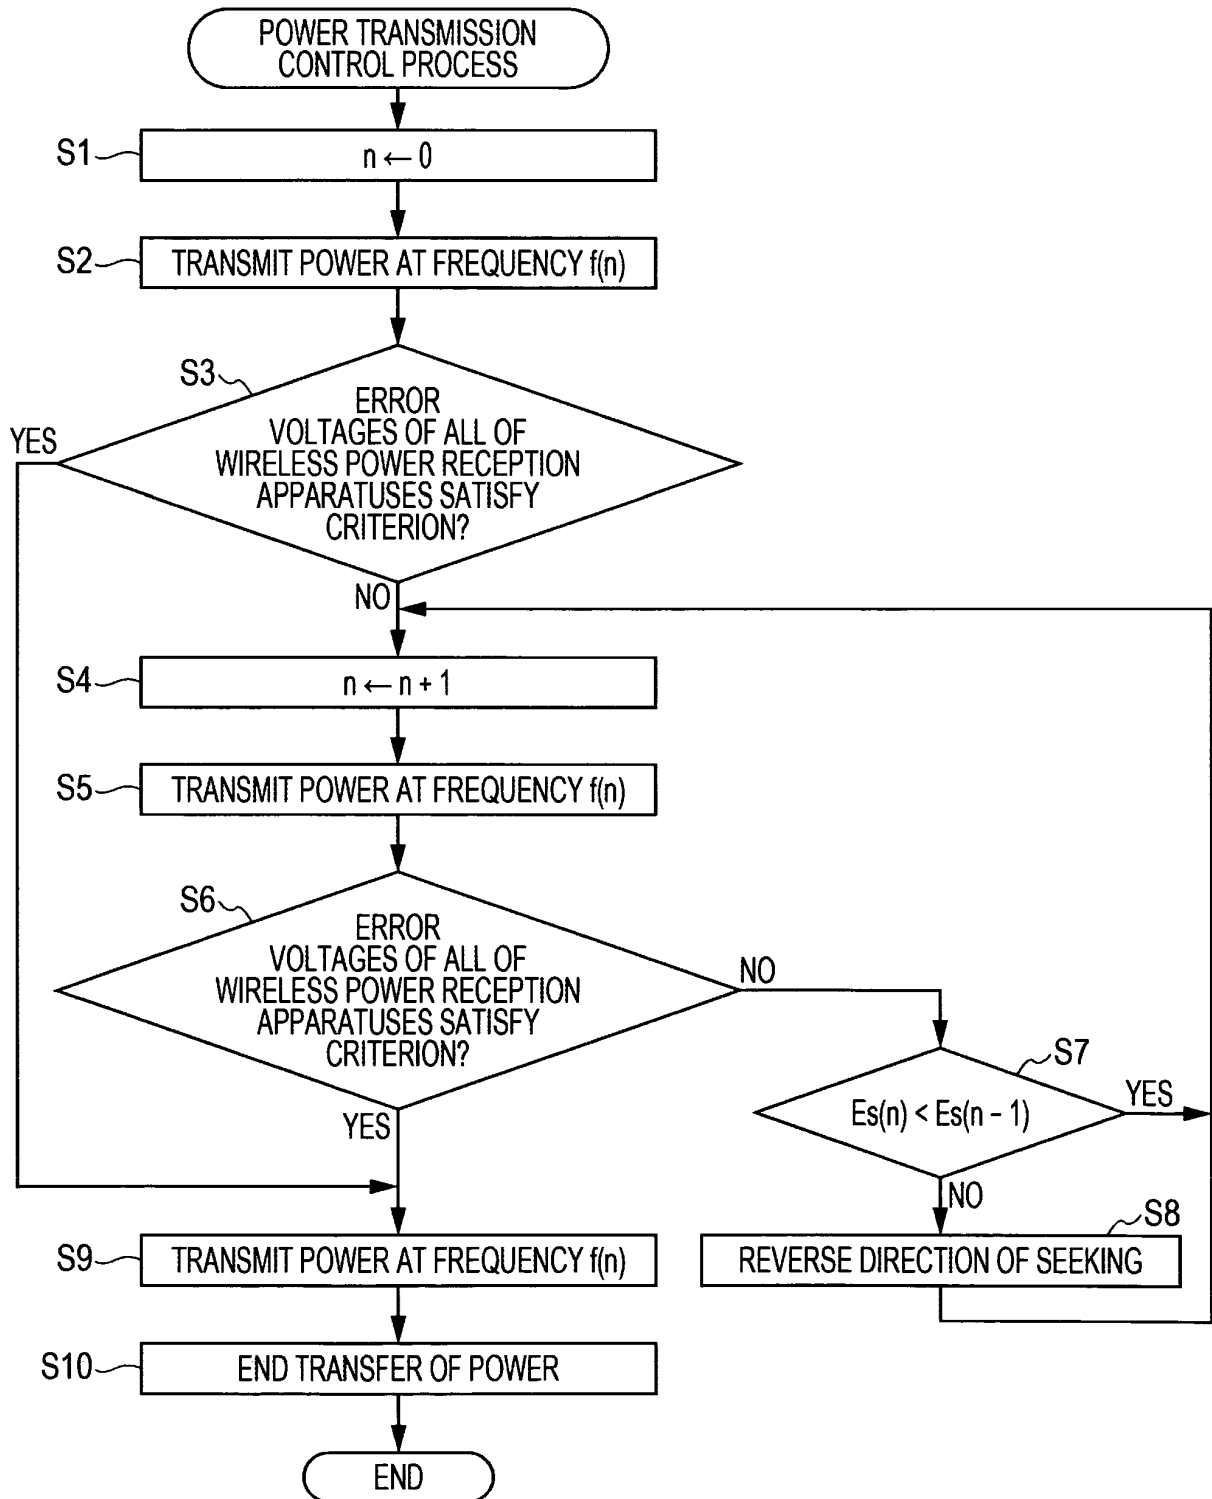 POWER TRANSMISSION
CONTROL PROCESS
S1
n ← 0
S2
TRANSMIT POWER AT FREQUENCY f(n)
S3
ERROR
VOLTAGES OF ALL OF
WIRELESS POWER RECEPTION
APPARATUSES SATISFY
CRITERION?
YES
NO
S4
n ← n + 1
S5
TRANSMIT POWER AT FREQUENCY f(n)
S6
ERROR
VOLTAGES OF ALL OF
WIRELESS POWER RECEPTION
APPARATUSES SATISFY
CRITERION?
NO
YES
S7
Es(n) < Es(n − 1)
YES
NO
S8
REVERSE DIRECTION OF SEEKING
S9
TRANSMIT POWER AT FREQUENCY f(n)
S10
END TRANSFER OF POWER
END